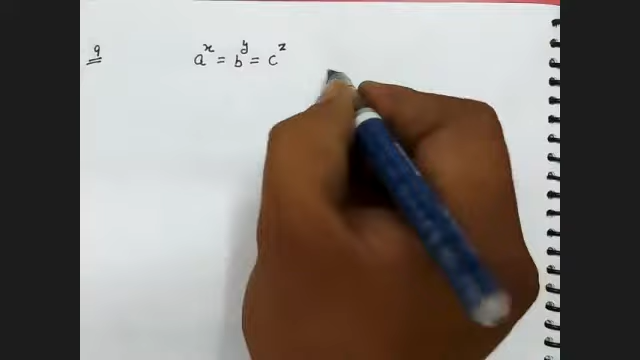 9 a^x = b^y = c^z